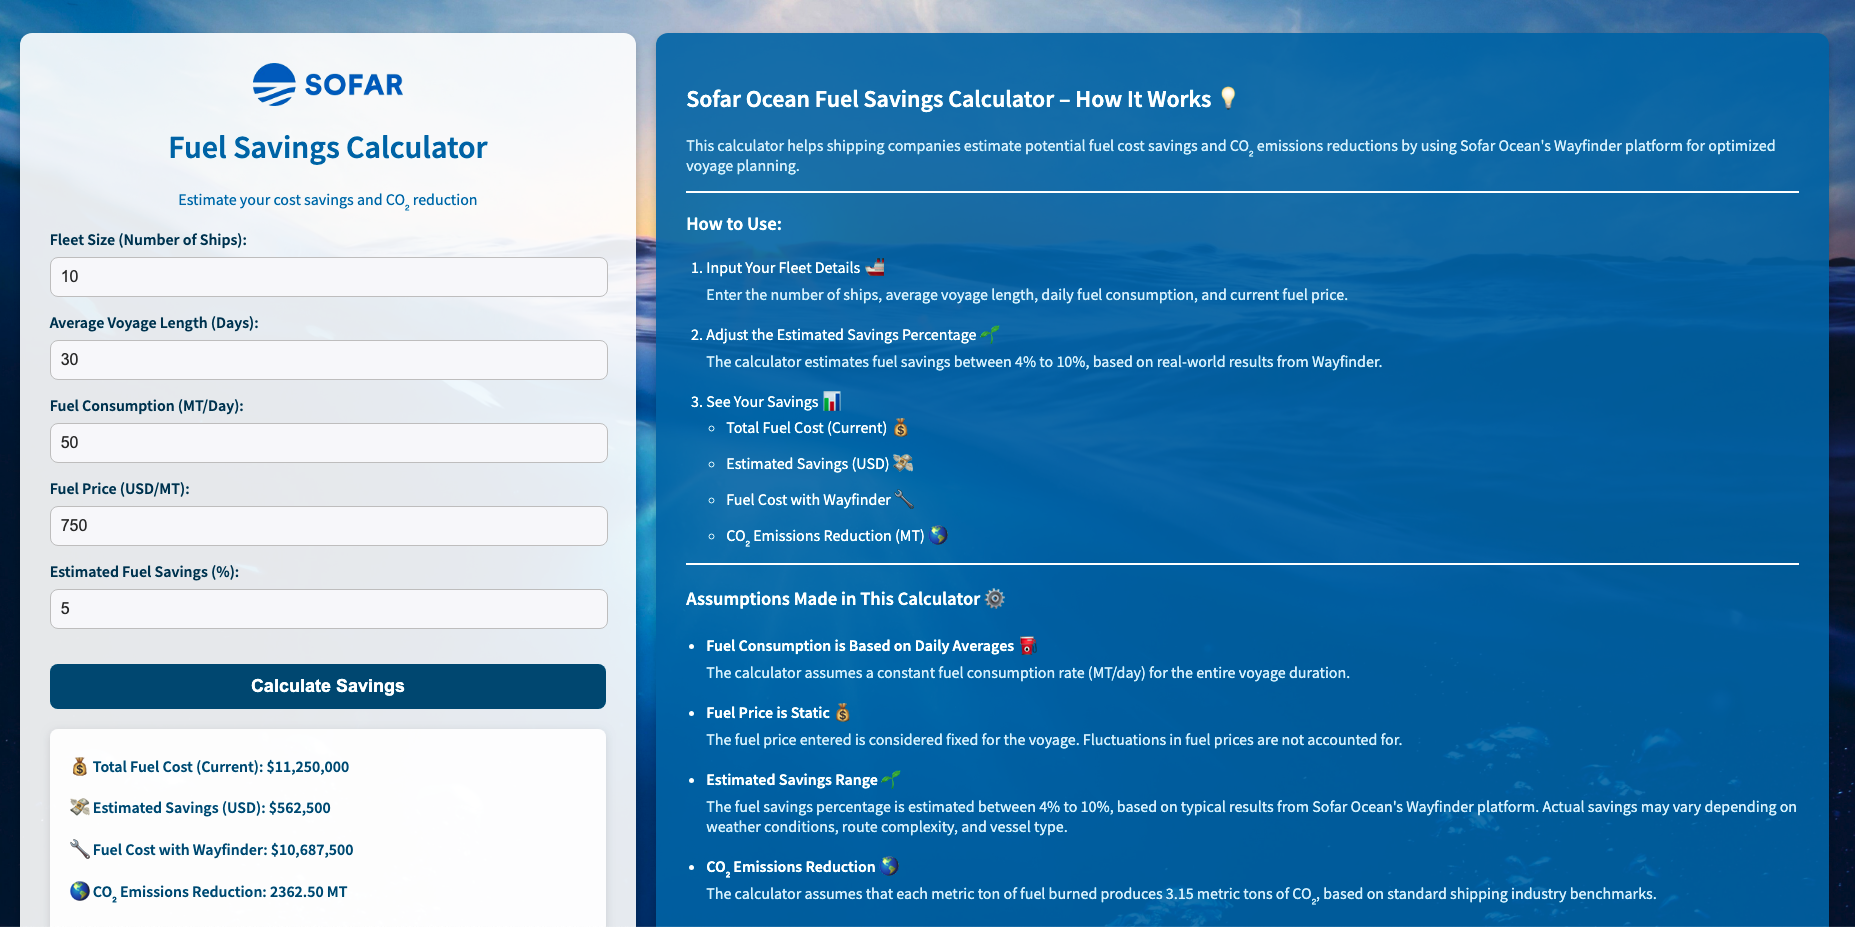 SOFAR
Fuel Savings Calculator
Estimate your cost savings and CO₂ reduction
Fleet Size (Number of Ships):
10
Average Voyage Length (Days):
30
Fuel Consumption (MT/Day):
50
Fuel Price (USD/MT):
750
Estimated Fuel Savings (%):
5
Calculate Savings
💰 Total Fuel Cost (Current): $11,250,000
💸 Estimated Savings (USD): $562,500
🔧 Fuel Cost with Wayfinder: $10,687,500
🌎 CO₂ Emissions Reduction: 2362.50 MT
Sofar Ocean Fuel Savings Calculator – How It Works 💡
This calculator helps shipping companies estimate potential fuel cost savings and CO₂ emissions reductions by using Sofar Ocean's Wayfinder platform for optimized
voyage planning.
How to Use:
1. Input Your Fleet Details 🚢
Enter the number of ships, average voyage length, daily fuel consumption, and current fuel price.
2. Adjust the Estimated Savings Percentage 🌱
The calculator estimates fuel savings between 4% to 10%, based on real-world results from Wayfinder.
3. See Your Savings 📊
◦ Total Fuel Cost (Current) 💰
◦ Estimated Savings (USD) 💸
◦ Fuel Cost with Wayfinder 🔧
◦ CO₂ Emissions Reduction (MT) 🌎
Assumptions Made in This Calculator ⚙️
• Fuel Consumption is Based on Daily Averages ⛽
The calculator assumes a constant fuel consumption rate (MT/day) for the entire voyage duration.
• Fuel Price is Static 💰
The fuel price entered is considered fixed for the voyage. Fluctuations in fuel prices are not accounted for.
• Estimated Savings Range 🌱
The fuel savings percentage is estimated between 4% to 10%, based on typical results from Sofar Ocean's Wayfinder platform. Actual savings may vary depending on
weather conditions, route complexity, and vessel type.
• CO₂ Emissions Reduction 🌎
The calculator assumes that each metric ton of fuel burned produces 3.15 metric tons of CO₂, based on standard shipping industry benchmarks.